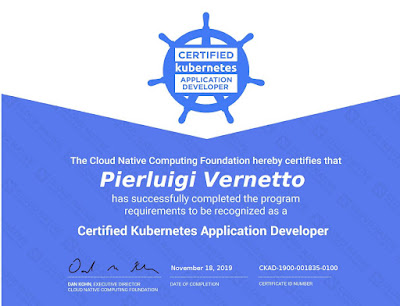 CERTIFIED
kubernetes
APPLICATION
DEVELOPER
The Cloud Native Computing Foundation hereby certifies that
Pierluigi Vernetto
has successfully completed the program
requirements to be recognized as a
Certified Kubernetes Application Developer
November 18, 2019
CKAD-1900-001835-0100
DAN KOHN, EXECUTIVE DIRECTOR
CLOUD NATIVE COMPUTING FOUNDATION
DATE OF COMPLETION
CERTIFICATE ID NUMBER